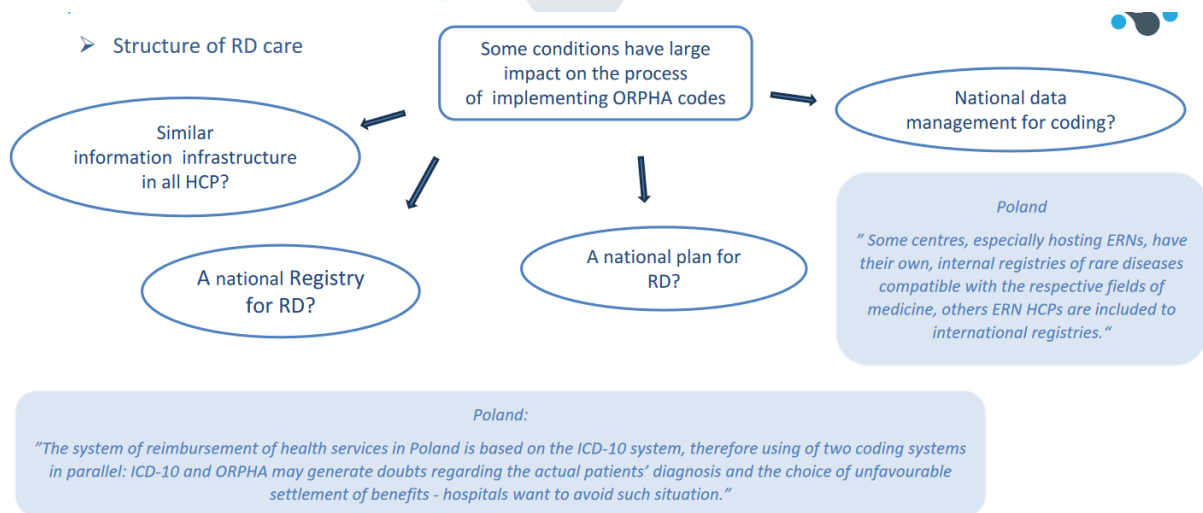 ➢ Structure of RD care
Some conditions have large
impact on the process
of implementing ORPHA codes
Similar
information infrastructure
in all HCP?
National data
management for coding?
A national Registry
for RD?
A national plan for
RD?
Poland
" Some centres, especially hosting ERNs, have
their own, internal registries of rare diseases
compatible with the respective fields of
medicine, others ERN HCPs are included to
international registries."
Poland:
"The system of reimbursement of health services in Poland is based on the ICD-10 system, therefore using of two coding systems
in parallel: ICD-10 and ORPHA may generate doubts regarding the actual patients' diagnosis and the choice of unfavourable
settlement of benefits - hospitals want to avoid such situation."